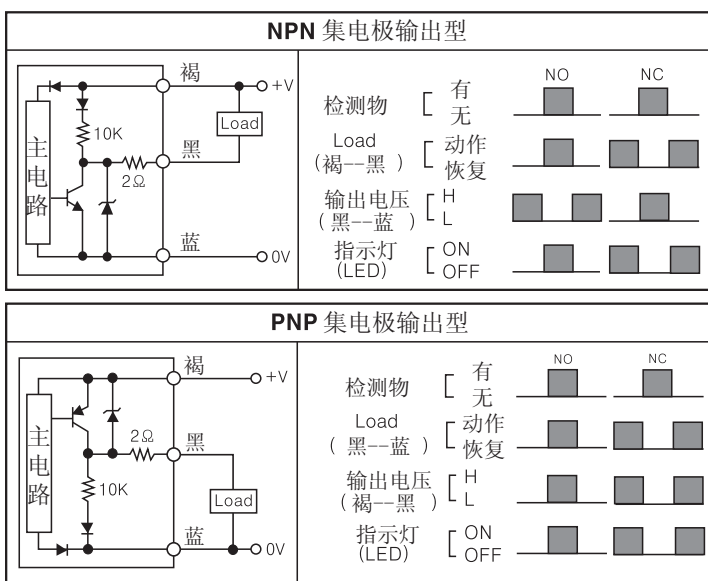 NPN 集电极输出型
主电路
10K
2Ω
褐
+V
Load
黑
蓝
0V
NO NC
检测物 [ 有
无
Load
(褐--黑 ) [ 动作
恢复
输出电压
( 黑--蓝 ) [ H
L
指示灯
(LED) [ ON
OFF
PNP 集电极输出型
主电路
2Ω
10K
褐
+V
黑
Load
蓝
0V
NO NC
检测物 [ 有
无
Load
( 黑--蓝 ) [ 动作
恢复
输出电压
(褐--黑 ) [ H
L
指示灯
(LED) [ ON
OFF